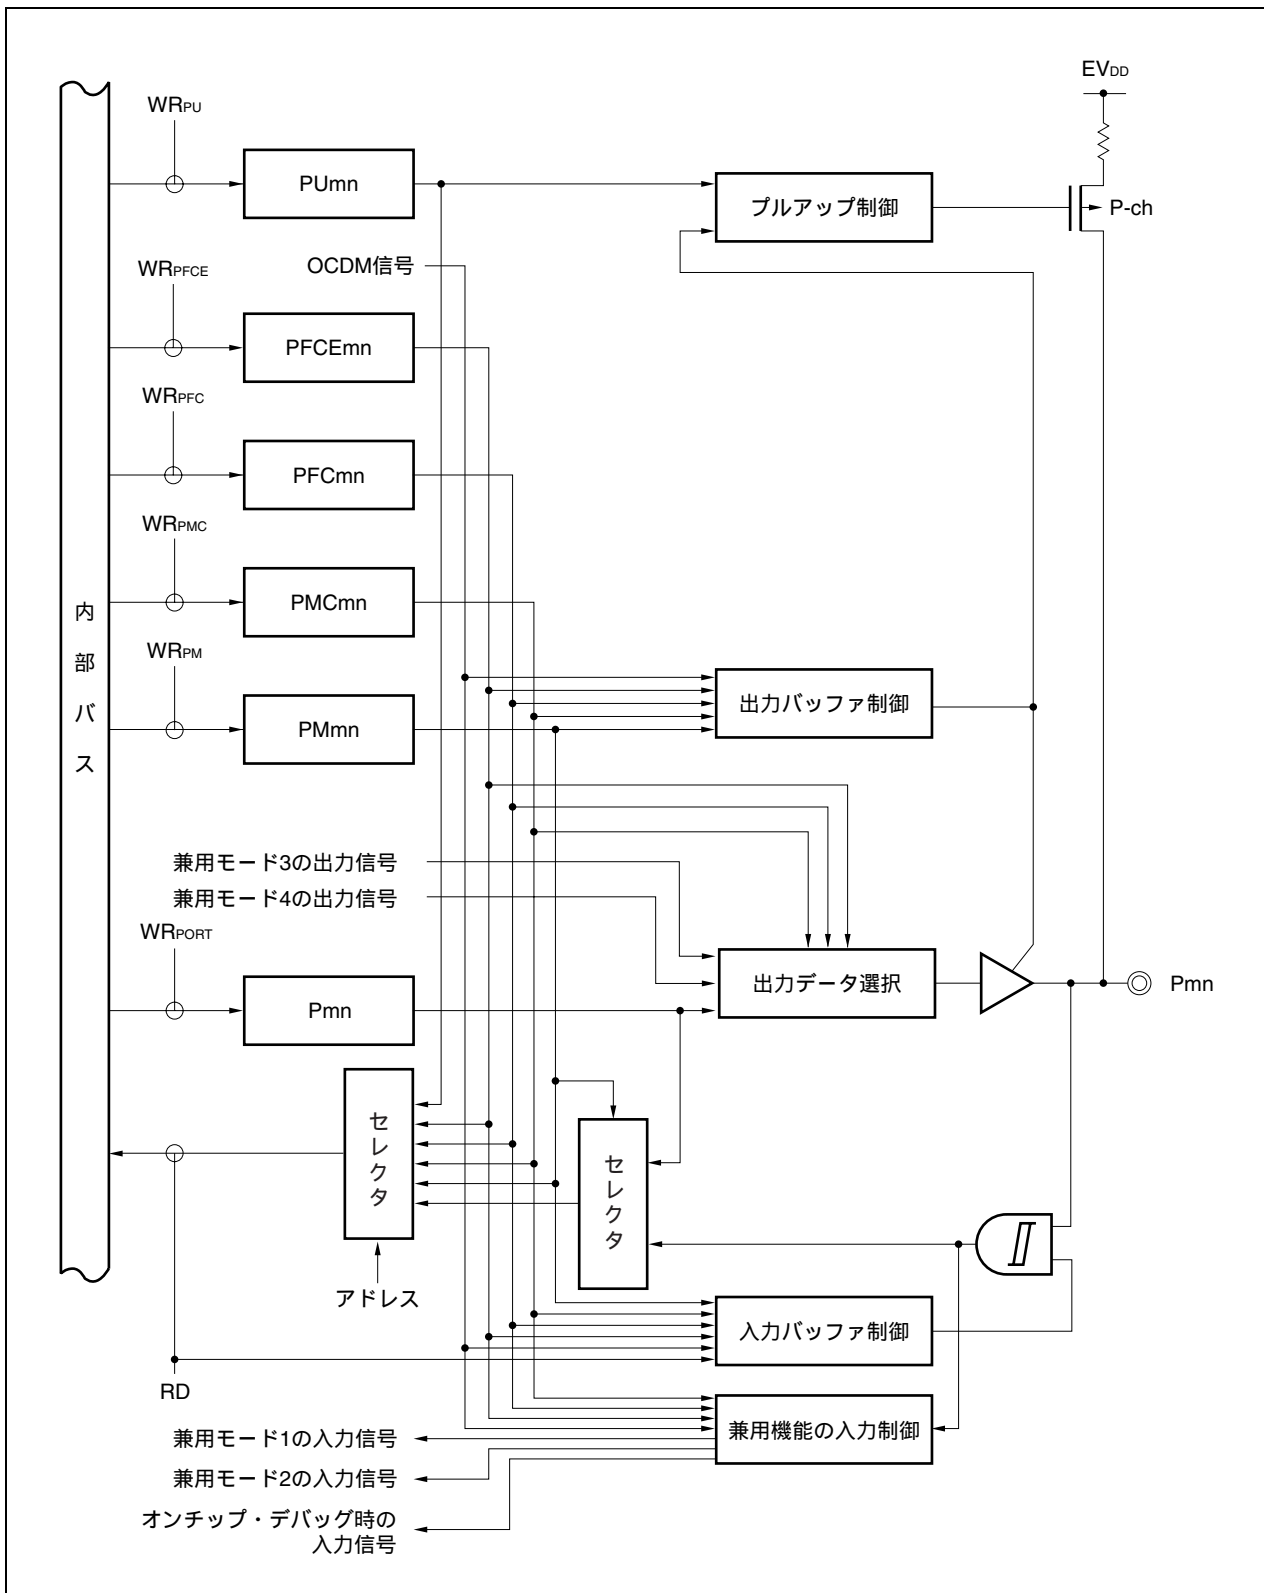 EVDD
WRPU
PUmn
プルアップ制御
P-ch
OCDM信号
WRPFCE
PFCEmn
WRPFC
PFCmn
WRPMC
PMCmn
内部バス
WRPM
PMmn
出力バッファ制御
兼用モード3の出力信号
兼用モード4の出力信号
WRPORT
出力データ選択
Pmn
Pmn
セレクタ
セレクタ
アドレス
入力バッファ制御
RD
兼用機能の入力制御
兼用モード1の入力信号
兼用モード2の入力信号
オンチップ・デバッグ時の
入力信号